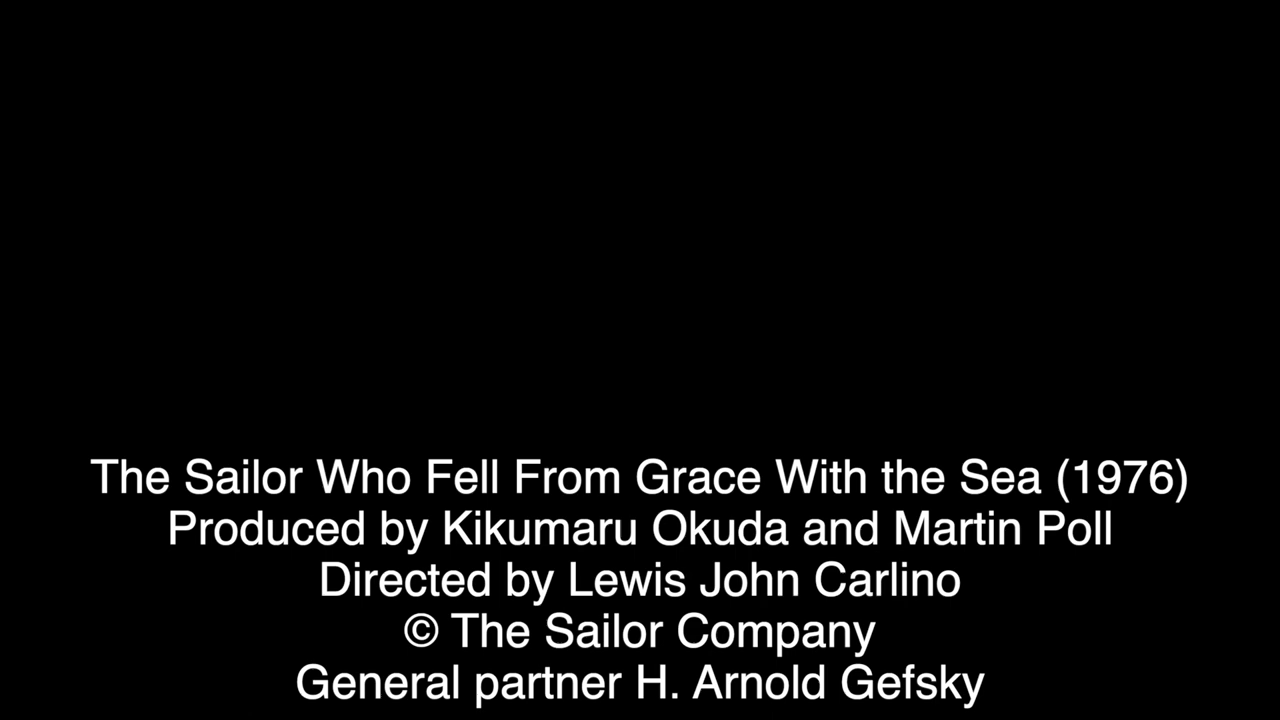 The Sailor Who Fell From Grace With the Sea (1976)
Produced by Kikumaru Okuda and Martin Poll
Directed by Lewis John Carlino
© The Sailor Company
General partner H. Arnold Gefsky